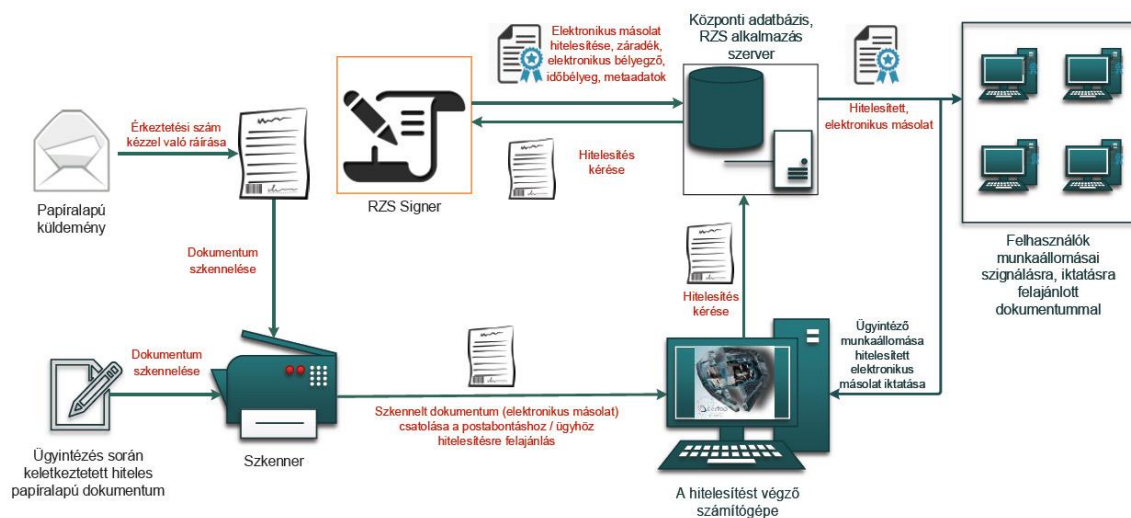 Elektronikus másolat
hitelesítése, záradék,
elektronikus bélyegző,
időbélyeg, metaadatok
Központi adatbázis,
RZS alkalmazás
szerver
Érkeztetési szám
kézzel való ráírása
Hitelesített,
elektronikus másolat
Hitelesítés
kérése
Papíralapú
küldemény
RZS Signer
Dokumentum
szkennelése
Felhasználók
munkaállomásai
szignálásra, iktatásra
felajánlott
dokumentummal
Hitelesítés
kérése
Ügyintéző
munkaállomása
hitelesített
elektronikus
másolat iktatása
Dokumentum
szkennelése
Szkennelt dokumentum (elektronikus másolat)
csatolása a postabontáshoz / ügyhöz
hitelesítésre felajánlás
Szkenner
Ügyintézés során
keletkeztetett hiteles
papíralapú dokumentum
A hitelesítést végző
számítógépe